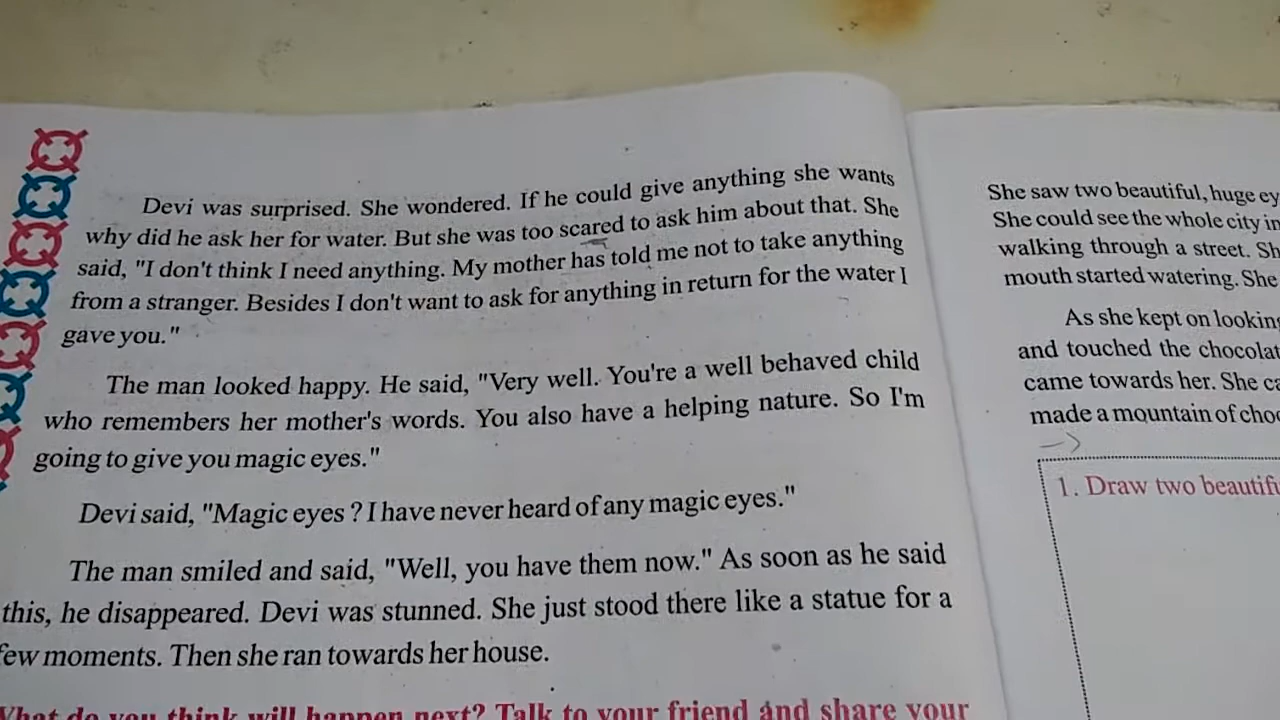 Devi was surprised. She wondered. If he could give anything she wants
why did he ask her for water. But she was too scared to ask him about that. She
said, "I don't think I need anything. My mother has told me not to take anything
from a stranger. Besides I don't want to ask for anything in return for the water I
gave you."
The man looked happy. He said, "Very well. You're a well behaved child
who remembers her mother's words. You also have a helping nature. So I'm
going to give you magic eyes."
Devi said, "Magic eyes ? I have never heard of any magic eyes."
The man smiled and said, "Well, you have them now." As soon as he said
this, he disappeared. Devi was stunned. She just stood there like a statue for a
few moments. Then she ran towards her house.
What do you think will happen next? Talk to your friend and share your
She saw two beautiful, huge
She could see the whole city in
walking through a street.
mouth started watering. She
As she kept on looking
and touched the
came towards her. She
made a mountain of
1. Draw two